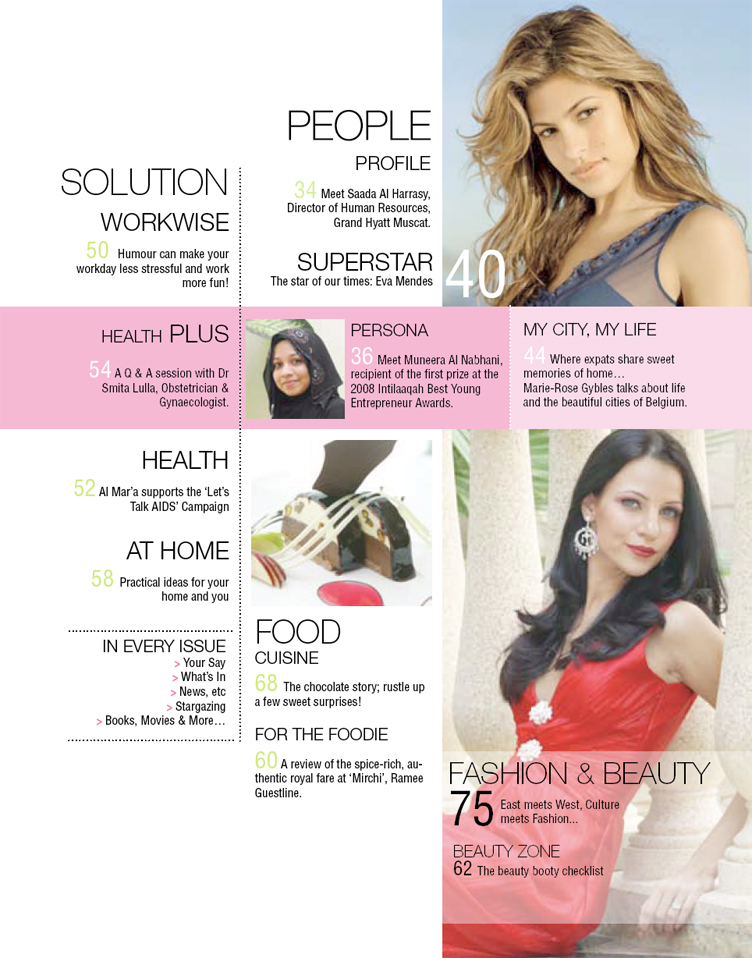 SOLUTION
WORKWISE
50 Humour can make your
workday less stressful and work
more fun!
PEOPLE
PROFILE
34 Meet Saada Al Harrasy,
Director of Human Resources,
Grand Hyatt Muscat.
SUPERSTAR
The star of our times: Eva Mendes
40
HEALTH PLUS
54 A Q & A session with Dr
Smita Lulla, Obstetrician &
Gynaecologist.
PERSONA
36 Meet Muneera Al Nabhani,
recipient of the first prize at the
2008 Intilaaqah Best Young
Entrepreneur Awards.
MY CITY, MY LIFE
44 Where expats share sweet
memories of home…
Marie-Rose Gybles talks about life
and the beautiful cities of Belgium.
HEALTH
52 Al Mar’a supports the ‘Let’s
Talk AIDS’ Campaign
AT HOME
58 Practical ideas for your
home and you
IN EVERY ISSUE
> Your Say
> What’s In
> News, etc
> Stargazing
> Books, Movies & More…
FOOD
CUISINE
68 The chocolate story; rustle up
a few sweet surprises!
FOR THE FOODIE
60 A review of the spice-rich, au-
thentic royal fare at ‘Mirchi’, Ramee
Guestline.
FASHION & BEAUTY
75 East meets West, Culture
meets Fashion...
BEAUTY ZONE
62 The beauty booty checklist